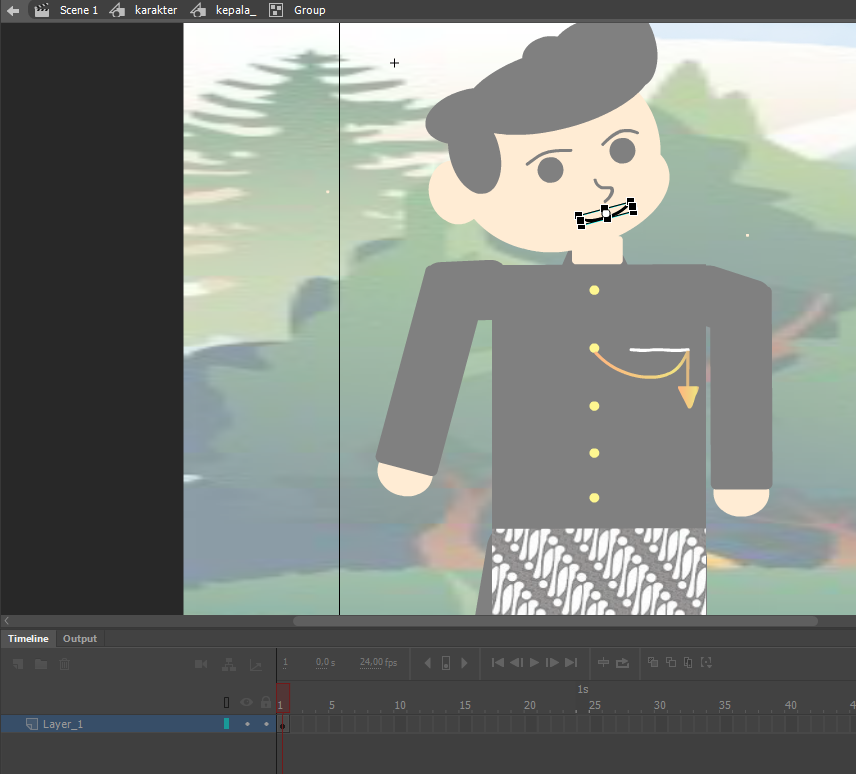 Scene 1 karakter kepala_ Group
Timeline Output
1 0,0 s 24,00 fps
1s
1 5 10 15 20 25 30 35 40 4
Layer_1